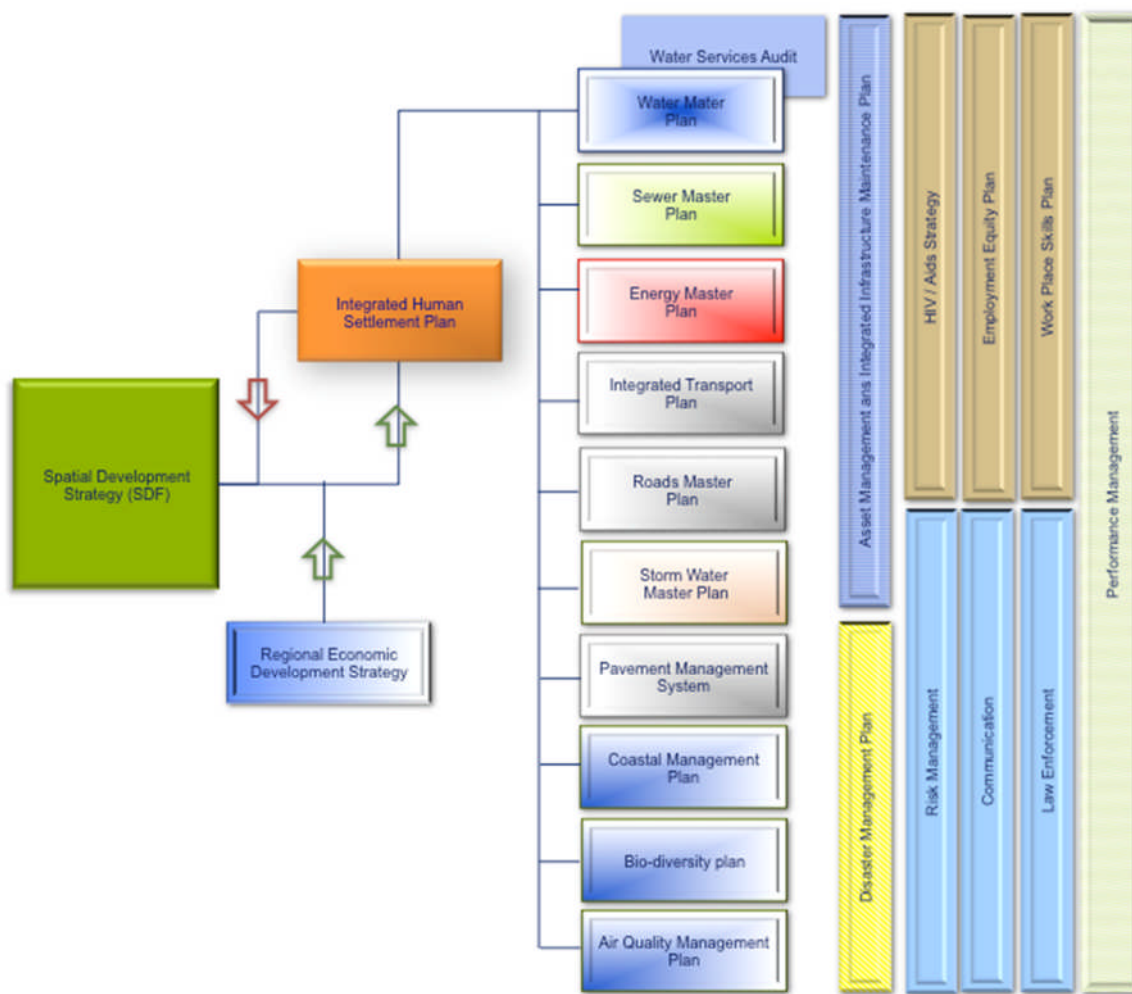 Water Services Audit
Water Mater
Plan
Sewer Master
Plan
Integrated Human
Settlement Plan
Energy Master
Plan
Integrated Transport
Plan
Spatial Development
Strategy (SDF)
Roads Master
Plan
Storm Water
Master Plan
Regional Economic
Development Strategy
Pavement Management
System
Coastal Management
Plan
Bio-diversity plan
Air Quality Management
Plan
Asset Management ans Integrated Infrastructure Maintenance Plan
Disaster Management Plan
HIV / Aids Strategy
Employment Equity Plan
Work Place Skills Plan
Risk Management
Communication
Law Enforcement
Performance Management